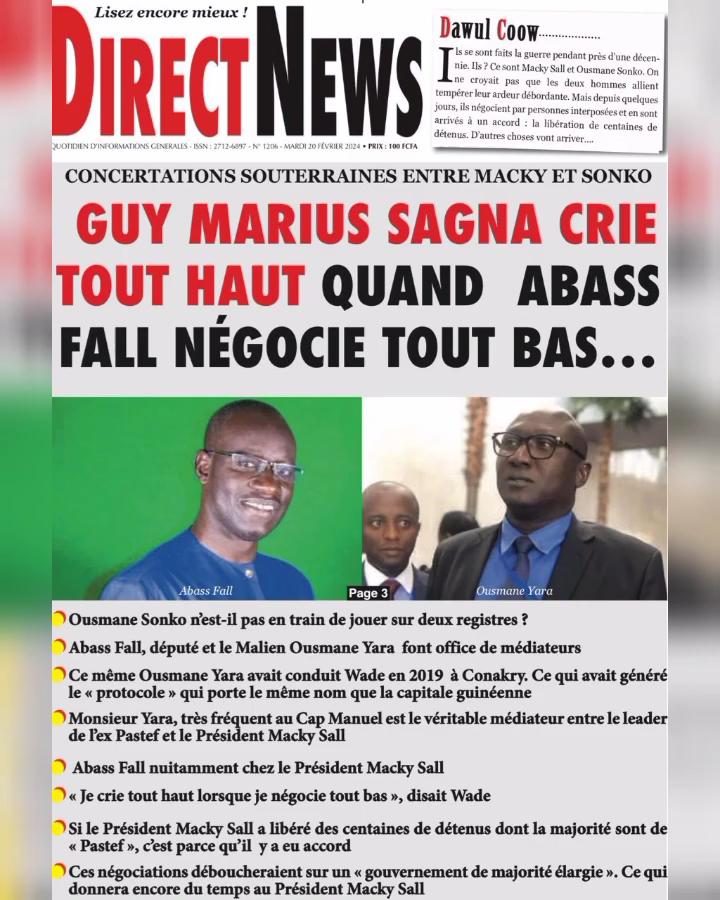 Lisez encore mieux !
DIRECT NEWS
QUOTIDIEN D'INFORMATIONS GENERALES - ISSN : 2712-6897 - N° 1206 - MARDI 20 FÉVRIER 2024 • PRIX : 100 FCFA
Dawul Coow..................
Ils se sont faits la guerre pendant près d'une décen-
nie. Ils ? Ce sont Macky Sall et Ousmane Sonko. On
ne croyait pas que les deux hommes allient
tempérer leur ardeur débordante. Mais depuis quelques
jours, ils négocient par personnes interposées et en sont
arrivés à un accord : la libération de centaines de
détenus. D'autres choses vont arriver....
CONCERTATIONS SOUTERRAINES ENTRE MACKY ET SONKO
GUY MARIUS SAGNA CRIE
TOUT HAUT QUAND ABASS
FALL NÉGOCIE TOUT BAS...
Abass Fall
Page 3
Ousmane Yara
Ousmane Sonko n'est-il pas en train de jouer sur deux registres ?
Abass Fall, député et le Malien Ousmane Yara font office de médiateurs
Ce même Ousmane Yara avait conduit Wade en 2019 à Conakry. Ce qui avait généré
le « protocole » qui porte le même nom que la capitale guinéenne
Monsieur Yara, très fréquent au Cap Manuel est le véritable médiateur entre le leader
de l'ex Pastef et le Président Macky Sall
Abass Fall nuitamment chez le Président Macky Sall
« Je crie tout haut lorsque je négocie tout bas », disait Wade
Si le Président Macky Sall a libéré des centaines de détenus dont la majorité sont de
« Pastef », c'est parce qu'il y a eu accord
Ces négociations déboucheraient sur un « gouvernement de majorité élargie ». Ce qui
donnera encore du temps au Président Macky Sall